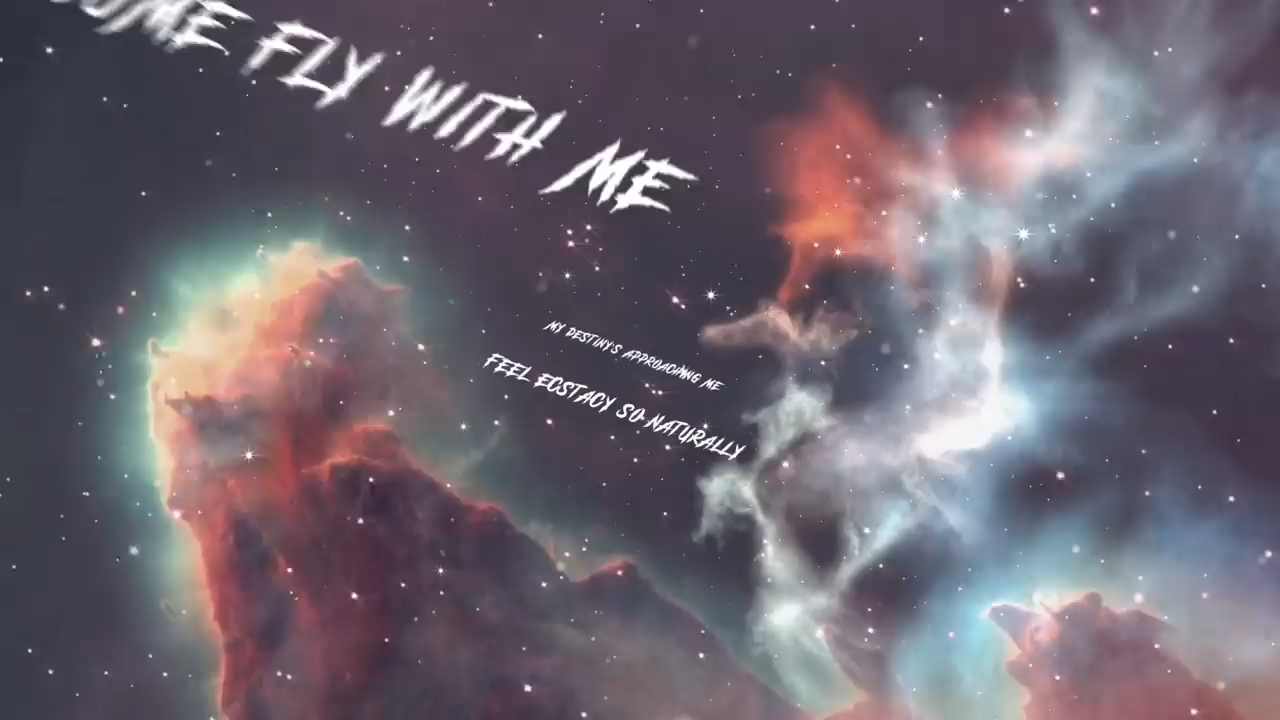 FLY WITH ME
MY DESTINY'S APPROACHING ME
FEEL ECSTACY SO NATURALLY